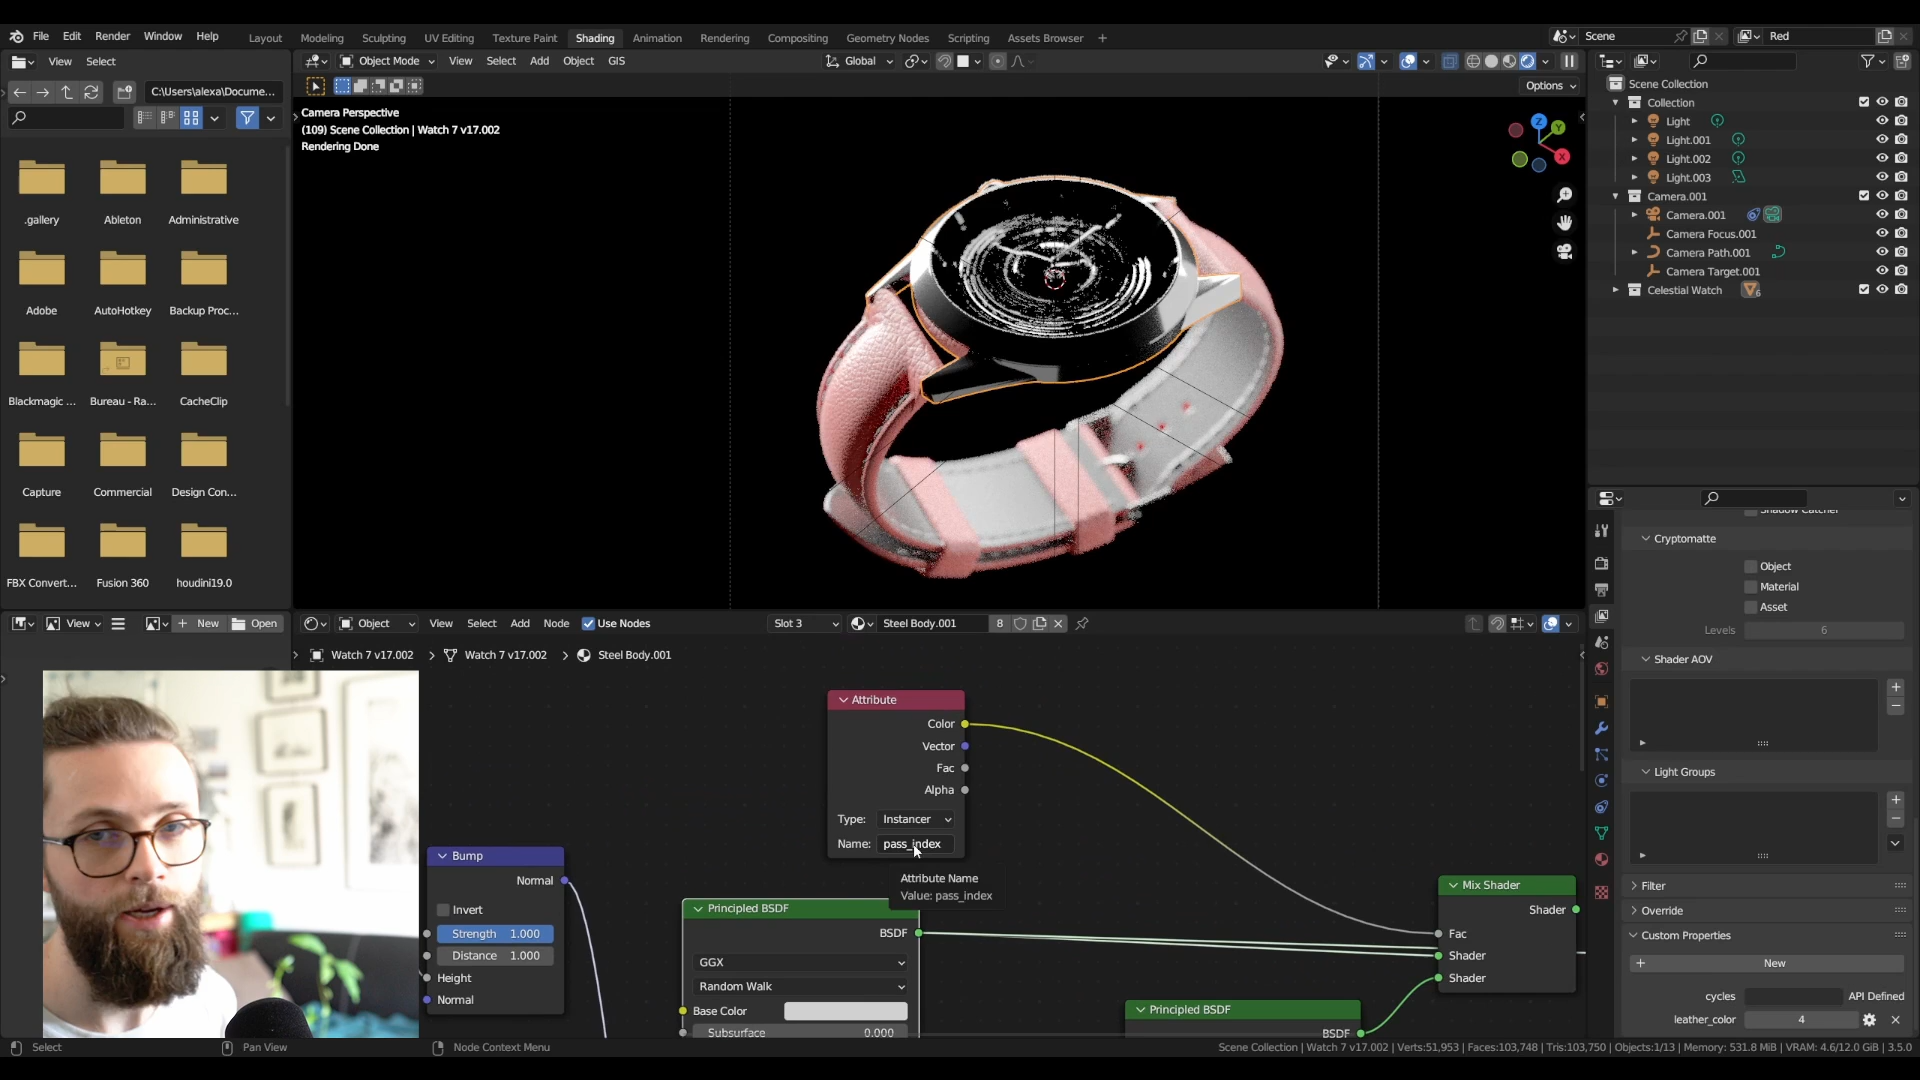 File Edit Render Window Help
Layout Modeling Sculpting UV Editing Texture Paint Shading Animation Rendering Compositing Geometry Nodes Scripting Asset Browser +
Scene
Red
View Select
Object Mode View Select Add Object GIS
Global
C:\Users\alexa\Docume...
Options
Camera Perspective
(109) Scene Collection | Watch 7 v17.002
Rendering Done
Z
Y
X
.gallery Ableton Administrative
Adobe AutoHotkey Backup Proc...
Blackmagic ... Bureau - Ra... CacheClip
Capture Commercial Design Con...
FBX Convert... Fusion 360 houdini19.0
Scene Collection
Collection
Light
Light.001
Light.002
Light.003
Camera.001
Camera.001
Camera Focus.001
Camera Path.001
Camera Target.001
Celestial Watch 6
Cryptomatte
Object
Material
Asset
Levels 6
Shader AOV
Light Groups
Filter
Override
Custom Properties
+ New
cycles API Defined
leather_color 4
View + New Open
Object View Select Add Node Use Nodes Slot 3 Steel Body.001 8
Watch 7 v17.002 > Watch 7 v17.002 > Steel Body.001
Attribute
Color
Vector
Fac
Alpha
Type: Instancer
Name: pass_index
Attribute Name
Value: pass_index
Bump
Normal
Invert
Strength 1.000
Distance 1.000
Height
Normal
Principled BSDF
BSDF
GGX
Random Walk
Base Color
Subsurface 0.000
Principled BSDF
BSDF
Mix Shader
Shader
Fac
Shader
Shader
Select Pan View Node Context Menu
Scene Collection | Watch 7 v17.002 | Verts:51,953 | Faces:103,748 | Tris:103,750 | Objects:1/13 | Memory: 531.8 MiB | VRAM: 4.6/12.0 GiB | 3.5.0